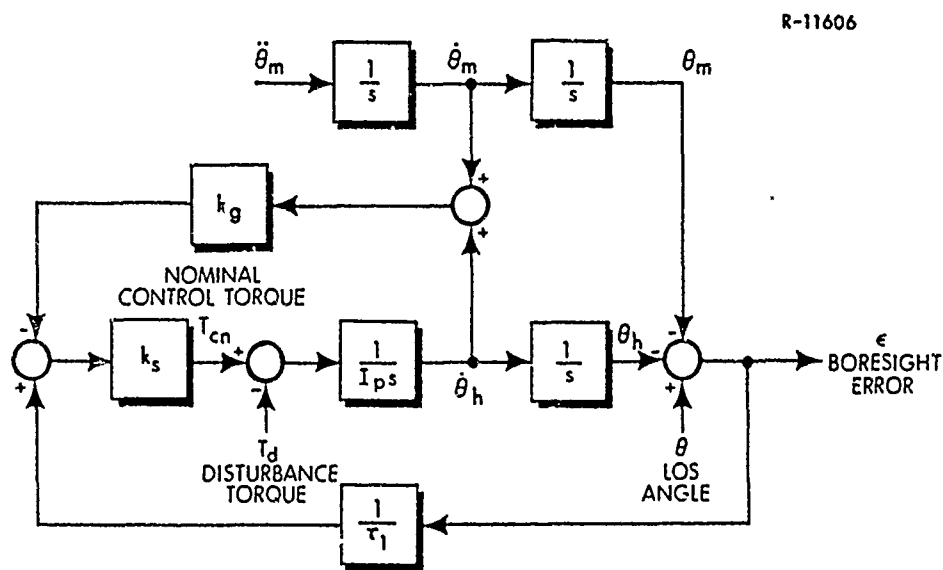 R-11606
θ̈m
1/s
θ̇m
1/s
θm
+
+
kg
NOMINAL
CONTROL TORQUE
-
+
ks
Tcn
+
-
1/Ips
θ̇h
1/s
θh
-
-
+
ϵ
BORESIGHT
ERROR
Td
DISTURBANCE
TORQUE
θ
LOS
ANGLE
1/τ1